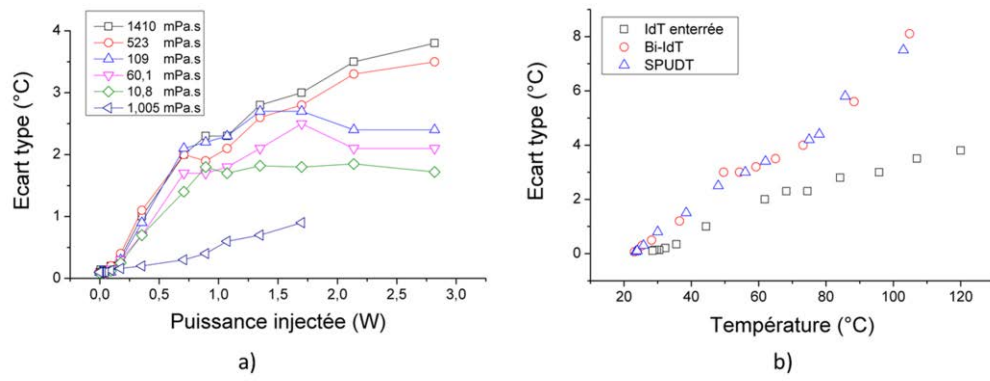 1410 mPa.s
523 mPa.s
109 mPa.s
60,1 mPa.s
10,8 mPa.s
1,005 mPa.s
Ecart type (°C)
4
3
2
1
0
0,0 0,5 1,0 1,5 2,0 2,5 3,0
Puissance injectée (W)
a)
IdT enterrée
Bi-IdT
SPUDT
Ecart type (°C)
8
6
4
2
0
20 40 60 80 100 120
Température (°C)
b)